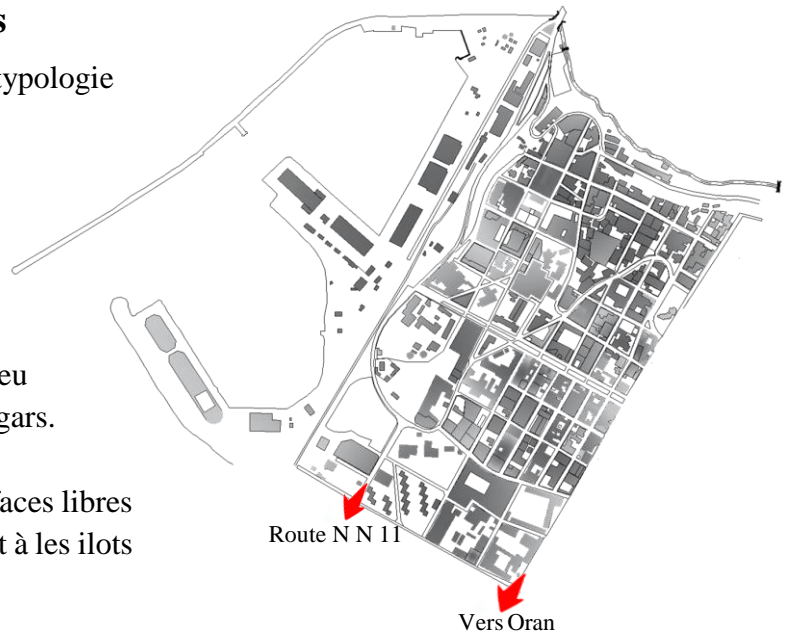 s
typologie
eu
gars.
faces libres
t à les ilots
Route N N 11
Vers Oran